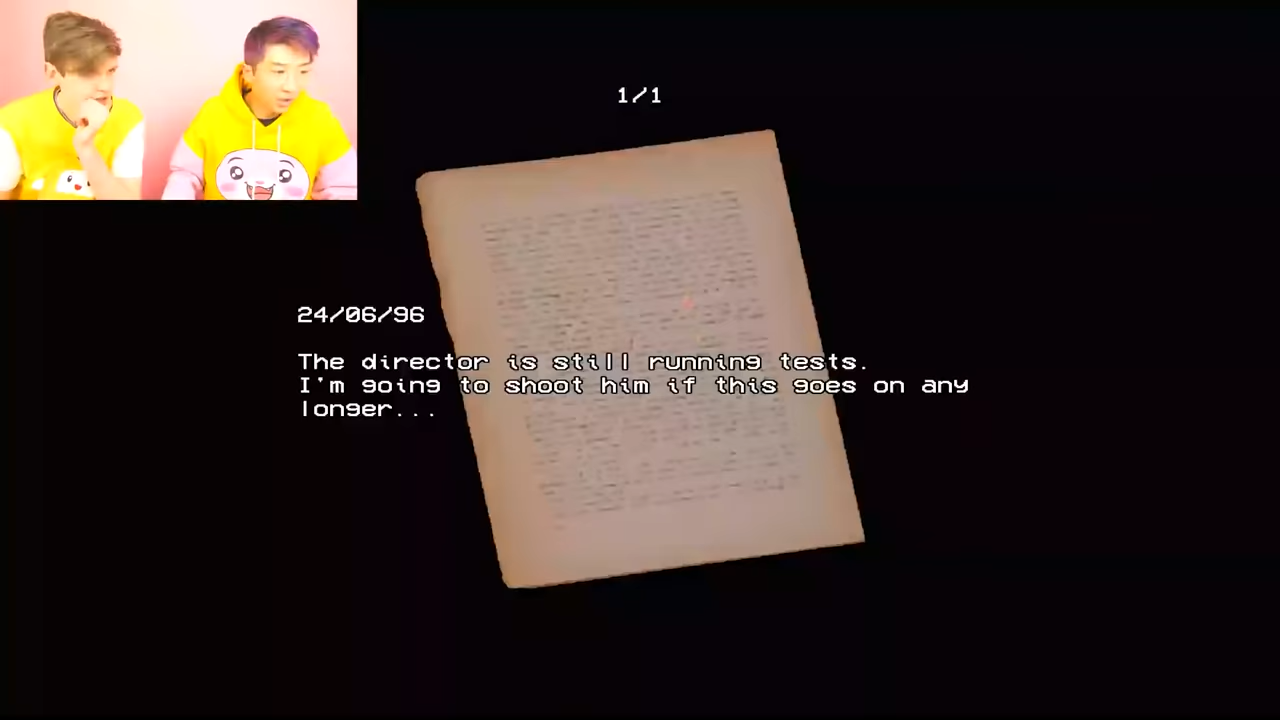 1/1
24/06/96
The director is still running tests.
I'm going to shoot him if this goes on any
longer...